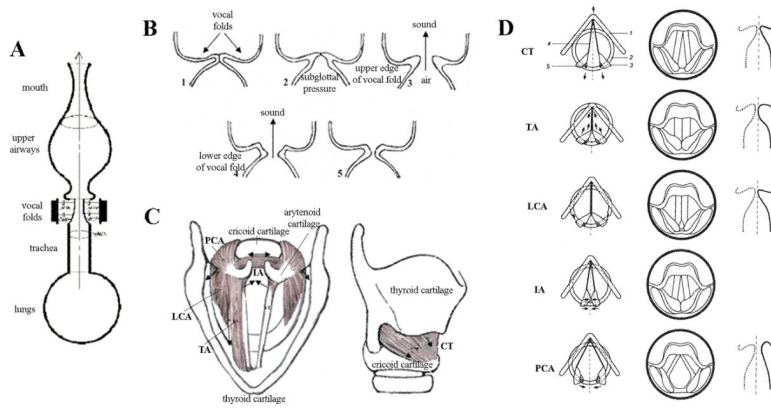 A
mouth
upper
airways
vocal
folds
trachea
lungs
B
vocal
folds
1
2
subglottal
pressure
sound
upper edge
of vocal fold
air
3
sound
lower edge
of vocal fold
4
5
C
PCA
cricoid cartilage
arytenoid
cartilage
IA
LCA
TA
thyroid cartilage
thyroid cartilage
CT
cricoid cartilage
D
CT
1
2
3
4
5
TA
LCA
IA
PCA